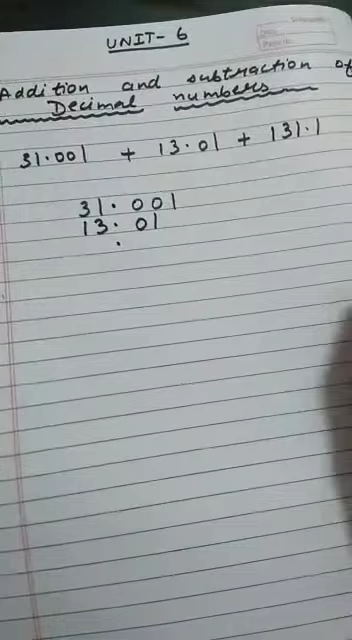 UNIT-6
Addition and subtraction of
Decimal numbers
31.001 + 13.01 + 131.1
31.001
13.01
.